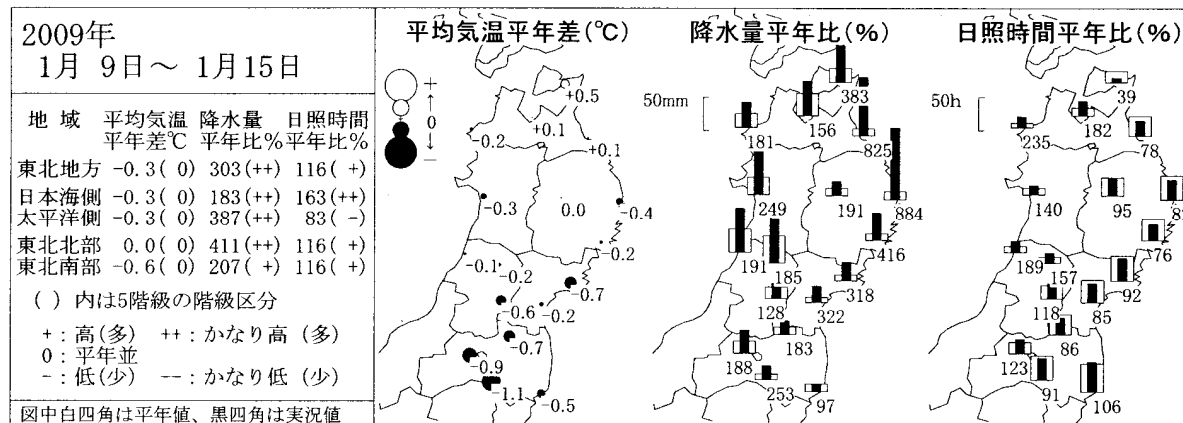 2009年
1月 9日～ 1月15日
地 域 平均気温 降水量 日照時間
平年差℃ 平年比% 平年比%
東北地方 -0.3( 0) 303(++) 116( +)
日本海側 -0.3( 0) 183(++) 163(++)
太平洋側 -0.3( 0) 387(++) 83( -)
東北北部 0.0( 0) 411(++) 116( +)
東北南部 -0.6( 0) 207( +) 116( +)
( ) 内は5階級の階級区分
+：高(多) ++：かなり高 (多)
0：平年並
-：低(少) --：かなり低 (少)
図中白四角は平年値、黒四角は実況値
平均気温平年差(℃)
+
↑
0
↓
-
+0.5
+0.1
-0.2
+0.1
-0.3
0.0
-0.4
-0.2
-0.1
-0.2
-0.7
-0.6
-0.2
-0.7
-0.9
-1.1
-0.5
降水量平年比(%)
50mm
383
156
181
825
249
191
884
416
191
185
318
128
322
183
188
253
97
日照時間平年比(%)
50h
39
182
235
78
140
95
76
189
157
92
118
85
86
123
91
106